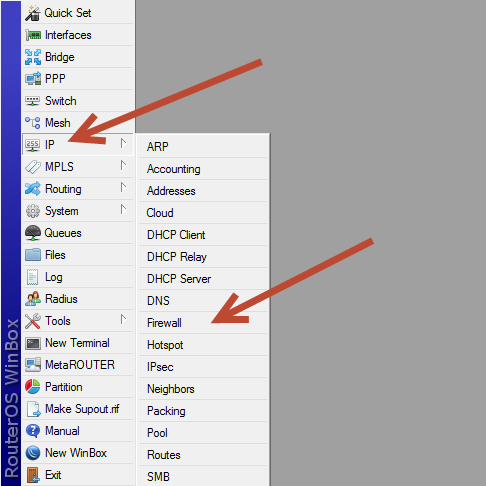 Quick Set
Interfaces
Bridge
PPP
Switch
Mesh
IP
MPLS
Routing
System
Queues
Files
Log
Radius
Tools
New Terminal
MetaROUTER
Partition
Make Supout.rif
Manual
New WinBox
Exit
ARP
Accounting
Addresses
Cloud
DHCP Client
DHCP Relay
DHCP Server
DNS
Firewall
Hotspot
IPsec
Neighbors
Packing
Pool
Routes
SMB
RouterOS WinBox
255